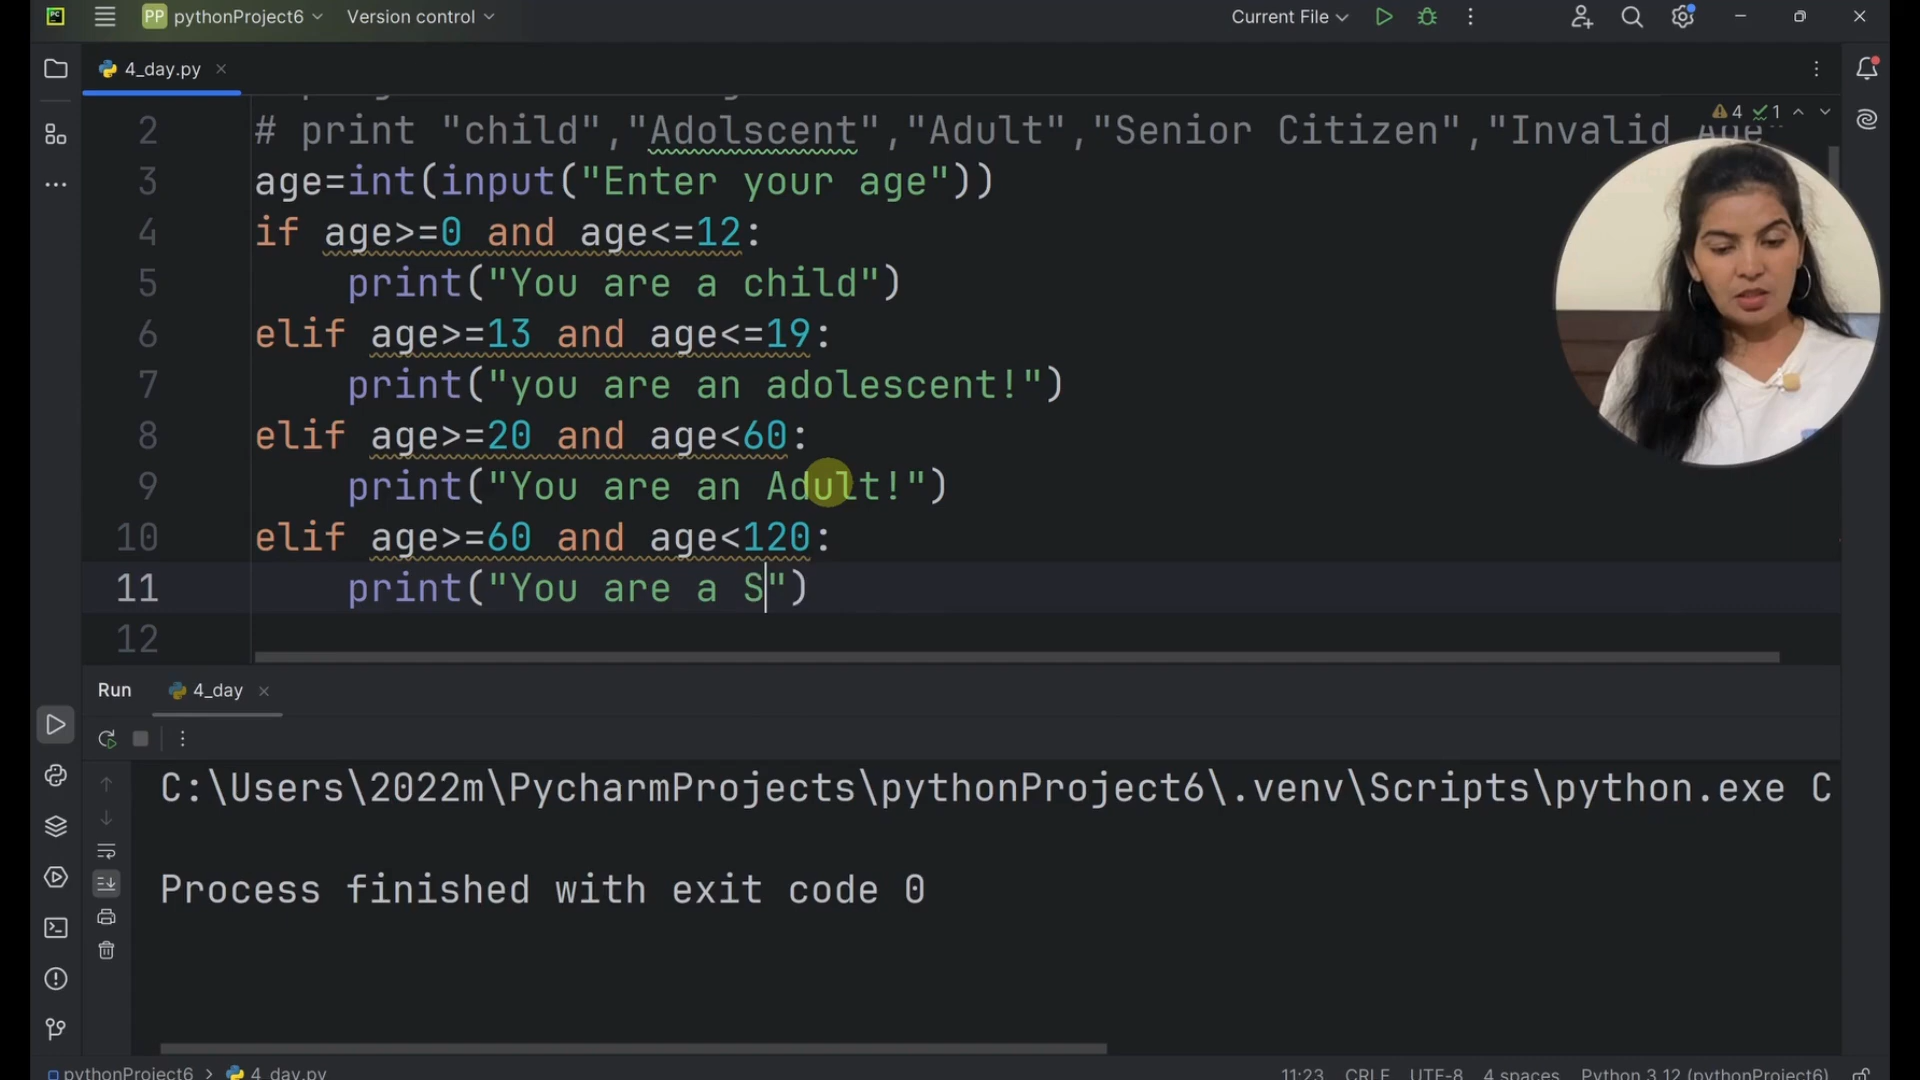 PP pythonProject6 Version control Current File
4_day.py
4 1
2 # print "child","Adolscent","Adult","Senior Citizen","Invalid Age"
3 age=int(input("Enter your age"))
4 if age>=0 and age<=12:
5 print("You are a child")
6 elif age>=13 and age<=19:
7 print("you are an adolescent!")
8 elif age>=20 and age<60:
9 print("You are an Adult!")
10 elif age>=60 and age<120:
11 print("You are a S")
12
Run 4_day
C:\Users\2022m\PycharmProjects\pythonProject6\.venv\Scripts\python.exe C
Process finished with exit code 0
pythonProject6 > 4_day.py 11:23 CRLF UTF-8 4 spaces Python 3.12 (pythonProject6)